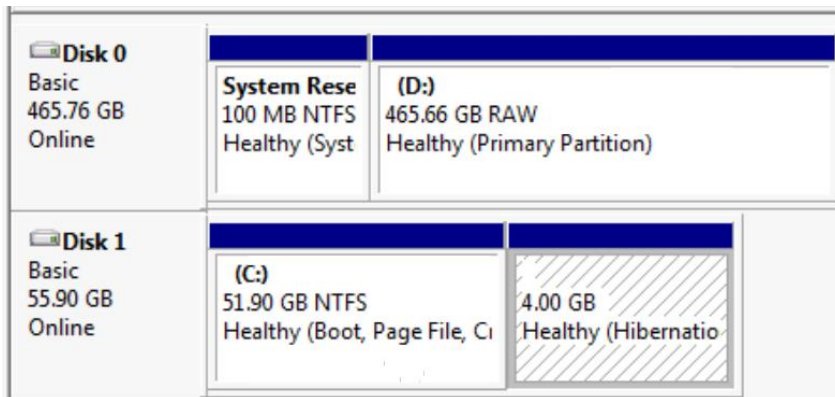 Disk 0
Basic
465.76 GB
Online
System Rese
100 MB NTFS
Healthy (Syst
(D:)
465.66 GB RAW
Healthy (Primary Partition)
Disk 1
Basic
55.90 GB
Online
(C:)
51.90 GB NTFS
Healthy (Boot, Page File, Cr
4.00 GB
Healthy (Hibernatio